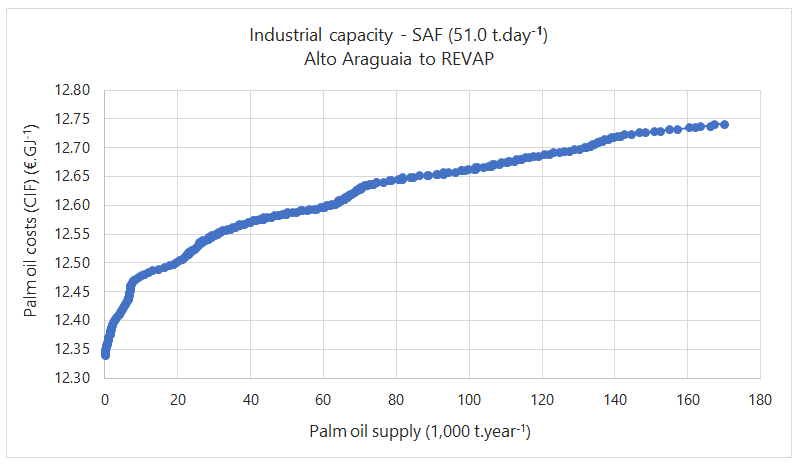 Industrial capacity - SAF (51.0 t.day⁻¹)
Alto Araguaia to REVAP
Palm oil costs (CIF) (€.GJ⁻¹)
12.80
12.75
12.70
12.65
12.60
12.55
12.50
12.45
12.40
12.35
12.30
0 20 40 60 80 100 120 140 160 180
Palm oil supply (1,000 t.year⁻¹)